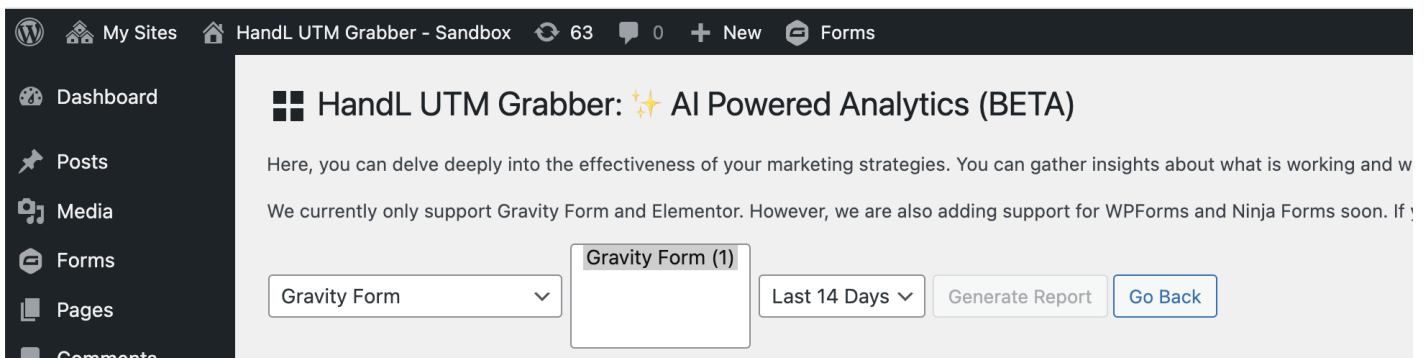 My Sites HandL UTM Grabber - Sandbox 63 0 New Forms
Dashboard
HandL UTM Grabber: ✨ AI Powered Analytics (BETA)
Posts
Here, you can delve deeply into the effectiveness of your marketing strategies. You can gather insights about what is working and w
Media
We currently only support Gravity Form and Elementor. However, we are also adding support for WPForms and Ninja Forms soon. If y
Forms
Gravity Form (1)
Pages
Gravity Form Last 14 Days Generate Report Go Back
Comments